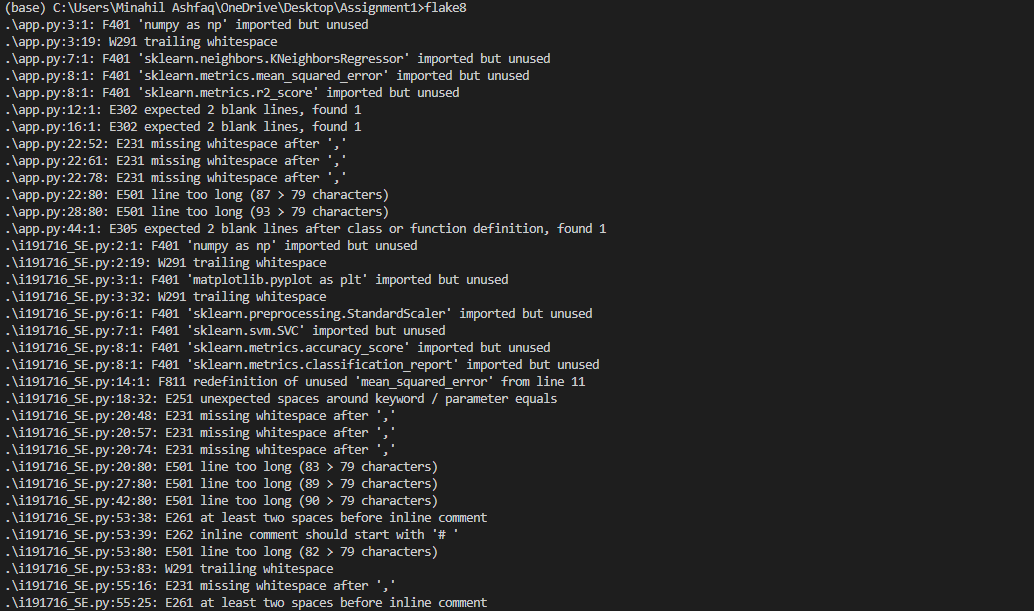 (base) C:\Users\Minahil Ashfaq\OneDrive\Desktop\Assignment1>flake8
.\app.py:3:1: F401 'numpy as np' imported but unused
.\app.py:3:19: W291 trailing whitespace
.\app.py:7:1: F401 'sklearn.neighbors.KNeighborsRegressor' imported but unused
.\app.py:8:1: F401 'sklearn.metrics.mean_squared_error' imported but unused
.\app.py:8:1: F401 'sklearn.metrics.r2_score' imported but unused
.\app.py:12:1: E302 expected 2 blank lines, found 1
.\app.py:16:1: E302 expected 2 blank lines, found 1
.\app.py:22:52: E231 missing whitespace after ','
.\app.py:22:61: E231 missing whitespace after ','
.\app.py:22:78: E231 missing whitespace after ','
.\app.py:22:80: E501 line too long (87 > 79 characters)
.\app.py:28:80: E501 line too long (93 > 79 characters)
.\app.py:44:1: E305 expected 2 blank lines after class or function definition, found 1
.\i191716_SE.py:2:1: F401 'numpy as np' imported but unused
.\i191716_SE.py:2:19: W291 trailing whitespace
.\i191716_SE.py:3:1: F401 'matplotlib.pyplot as plt' imported but unused
.\i191716_SE.py:3:32: W291 trailing whitespace
.\i191716_SE.py:6:1: F401 'sklearn.preprocessing.StandardScaler' imported but unused
.\i191716_SE.py:7:1: F401 'sklearn.svm.SVC' imported but unused
.\i191716_SE.py:8:1: F401 'sklearn.metrics.accuracy_score' imported but unused
.\i191716_SE.py:8:1: F401 'sklearn.metrics.classification_report' imported but unused
.\i191716_SE.py:14:1: F811 redefinition of unused 'mean_squared_error' from line 11
.\i191716_SE.py:18:32: E251 unexpected spaces around keyword / parameter equals
.\i191716_SE.py:20:48: E231 missing whitespace after ','
.\i191716_SE.py:20:57: E231 missing whitespace after ','
.\i191716_SE.py:20:74: E231 missing whitespace after ','
.\i191716_SE.py:20:80: E501 line too long (83 > 79 characters)
.\i191716_SE.py:27:80: E501 line too long (89 > 79 characters)
.\i191716_SE.py:42:80: E501 line too long (90 > 79 characters)
.\i191716_SE.py:53:38: E261 at least two spaces before inline comment
.\i191716_SE.py:53:39: E262 inline comment should start with '# '
.\i191716_SE.py:53:80: E501 line too long (82 > 79 characters)
.\i191716_SE.py:53:83: W291 trailing whitespace
.\i191716_SE.py:55:16: E231 missing whitespace after ','
.\i191716_SE.py:55:25: E261 at least two spaces before inline comment